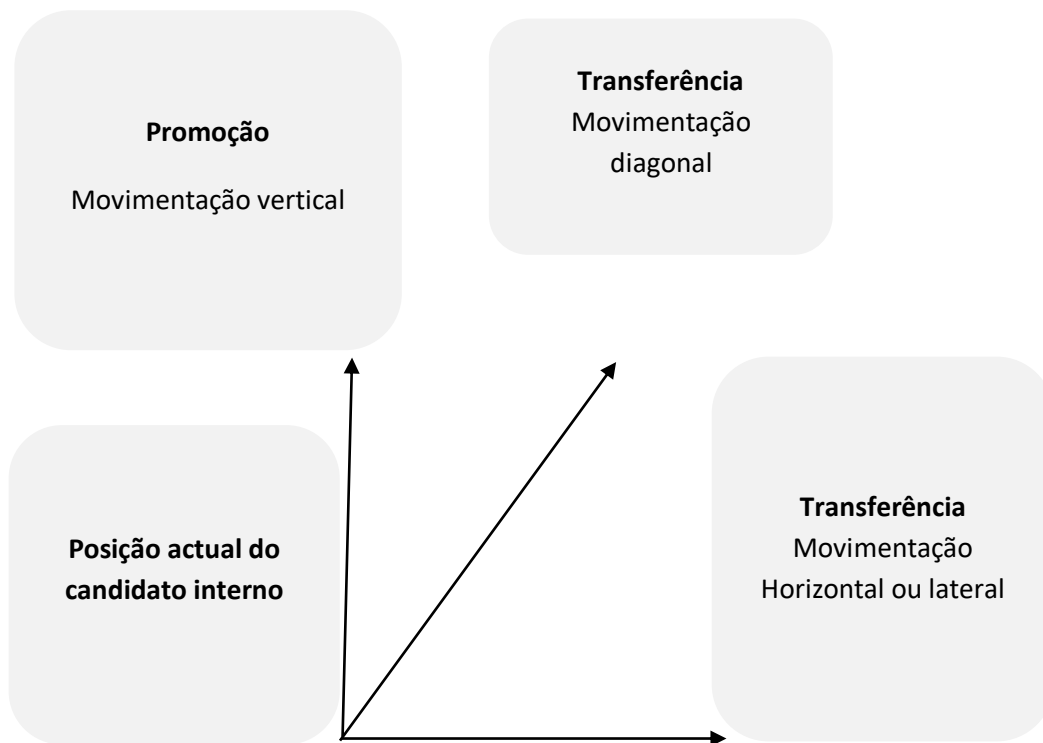 Promoção
Movimentação vertical
Transferência
Movimentação
diagonal
Posição actual do
candidato interno
Transferência
Movimentação
Horizontal ou lateral